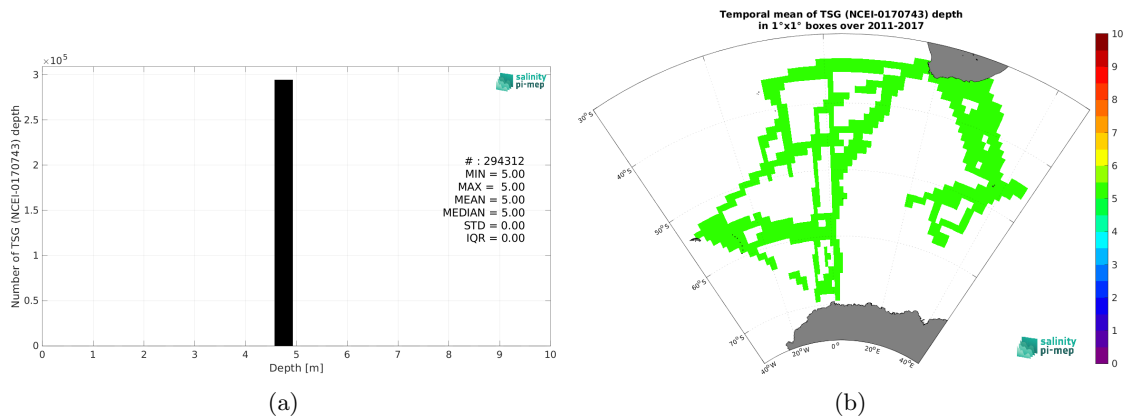 ×10⁵
3
2.5
2
1.5
1
0.5
0
Number of TSG (NCEI-0170743) depth
0 1 2 3 4 5 6 7 8 9 10
Depth [m]
salinity
pi-mep
# : 294312
MIN = 5.00
MAX = 5.00
MEAN = 5.00
MEDIAN = 5.00
STD = 0.00
IQR = 0.00
(a)
Temporal mean of TSG (NCEI-0170743) depth
in 1°x1° boxes over 2011-2017
30°S
40°S
50°S
60°S
70°S
40°W
20°W
0°
20°E
40°E
10
9
8
7
6
5
4
3
2
1
0
salinity
pi-mep
(b)